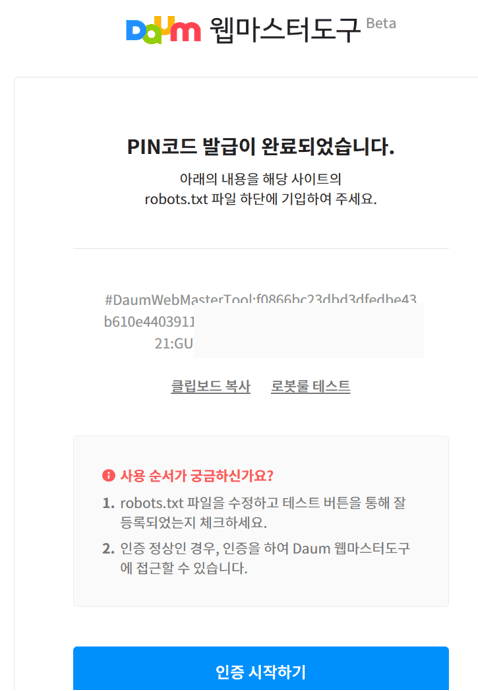 Daum 웹마스터도구 Beta
PIN코드 발급이 완료되었습니다.
아래의 내용을 해당 사이트의
robots.txt 파일 하단에 기입하여 주세요.
#DaumWebMasterTool:f0866bc23dbd3dfedbe43
b610e4403911
21:GU
클립보드 복사 로봇룰 테스트
사용 순서가 궁금하신가요?
1. robots.txt 파일을 수정하고 테스트 버튼을 통해 잘
등록되었는지 체크하세요.
2. 인증 정상인 경우, 인증을 하여 Daum 웹마스터도구
에 접근할 수 있습니다.
인증 시작하기